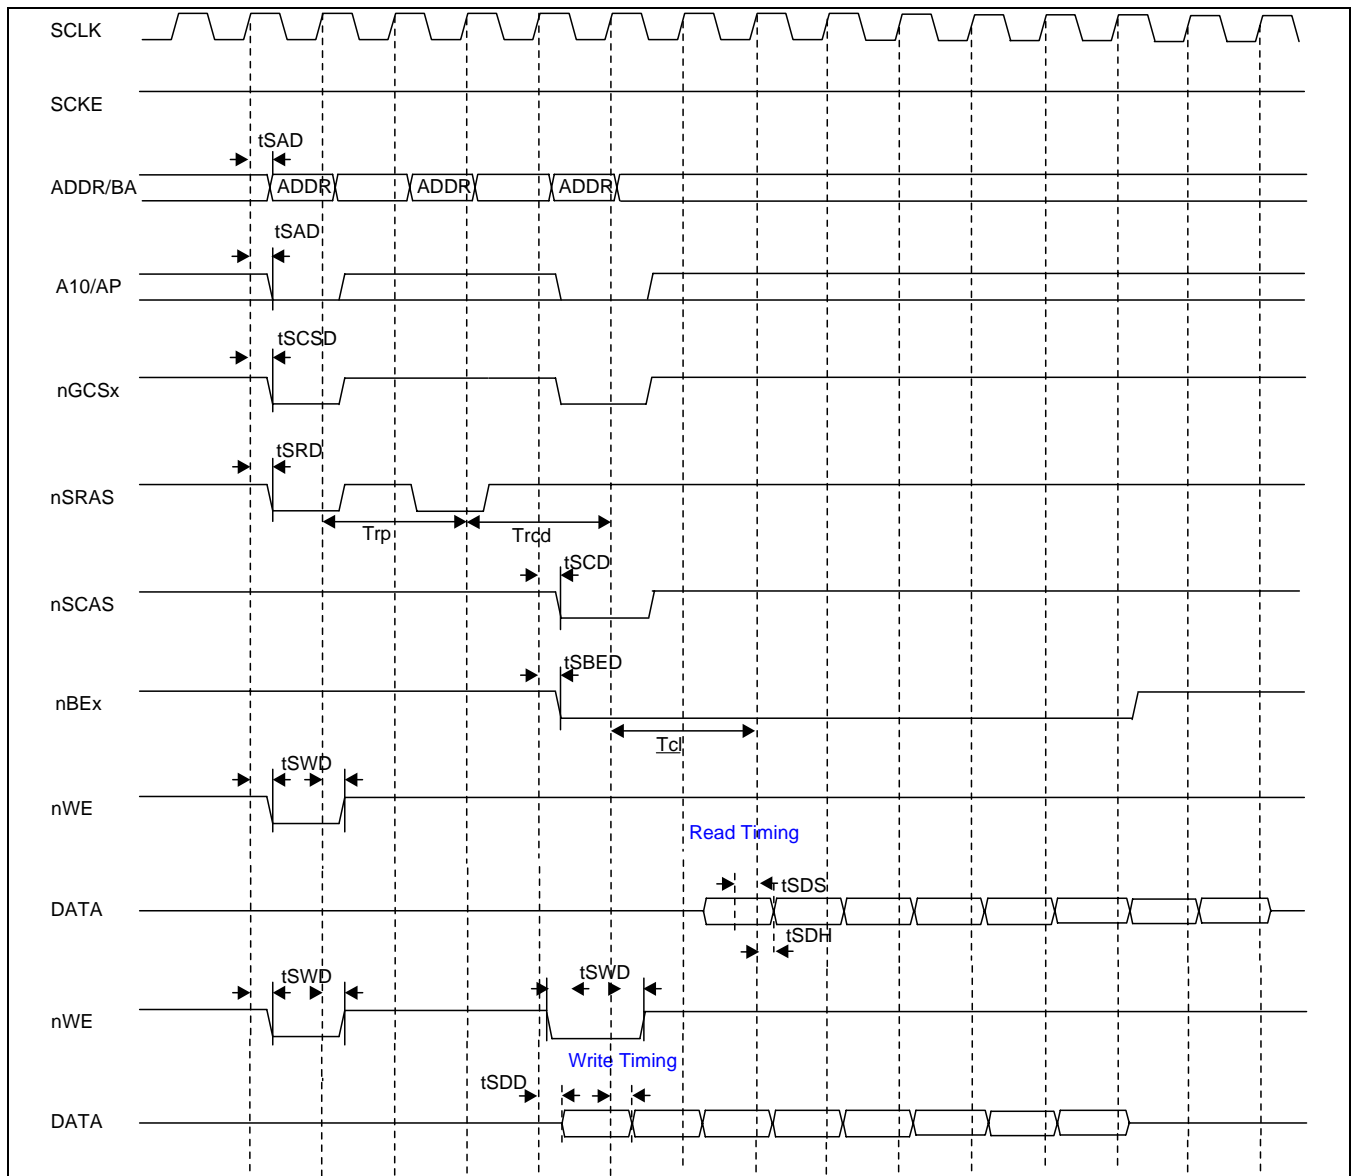 SCLK
SCKE
tSAD
ADDR/BA
ADDR
ADDR
ADDR
tSAD
A10/AP
tSCSD
nGCSx
tSRD
nSRAS
Trp
Trcd
tSCD
nSCAS
tSBED
nBEx
Tcl
tSWD
nWE
Read Timing
tSDS
DATA
tSDH
tSWD
tSWD
nWE
Write Timing
tSDD
DATA